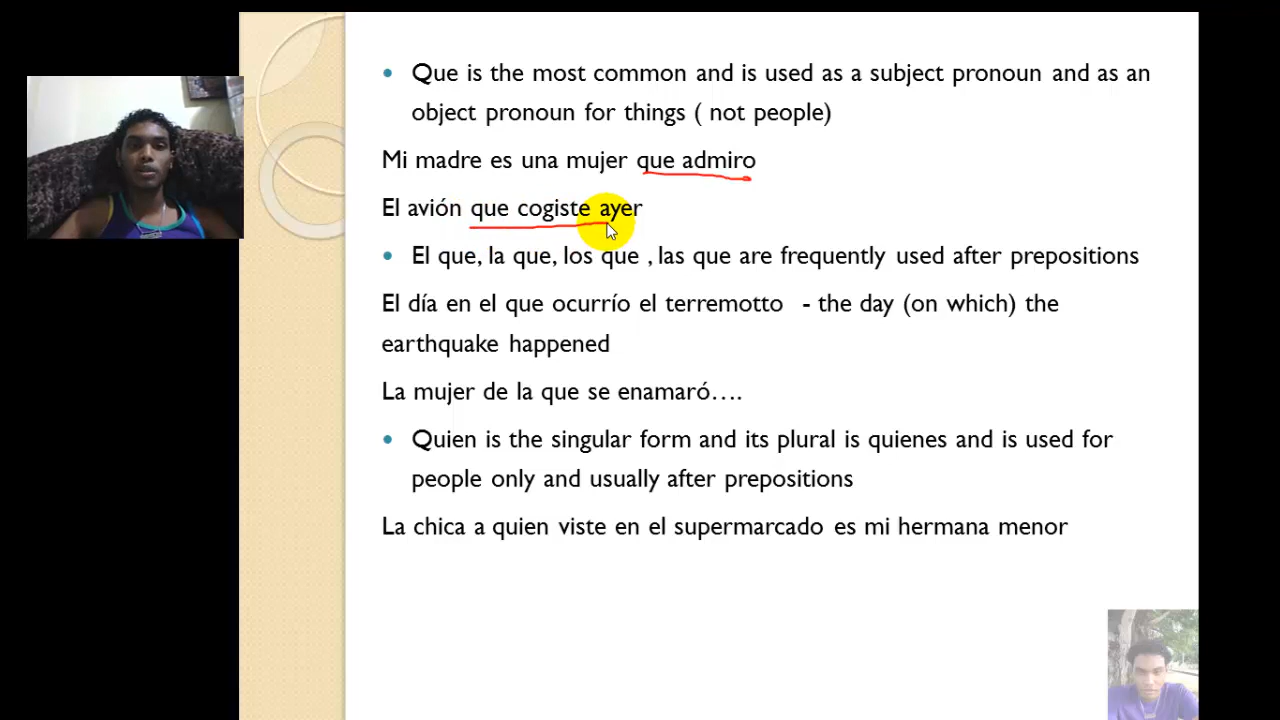 Que is the most common and is used as a subject pronoun and as an
object pronoun for things ( not people)
Mi madre es una mujer que admiro
El avión que cogiste ayer
El que, la que, los que , las que are frequently used after prepositions
El día en el que ocurrío el terremotto - the day (on which) the
earthquake happened
La mujer de la que se enamaró….
Quien is the singular form and its plural is quienes and is used for
people only and usually after prepositions
La chica a quien viste en el supermarcado es mi hermana menor